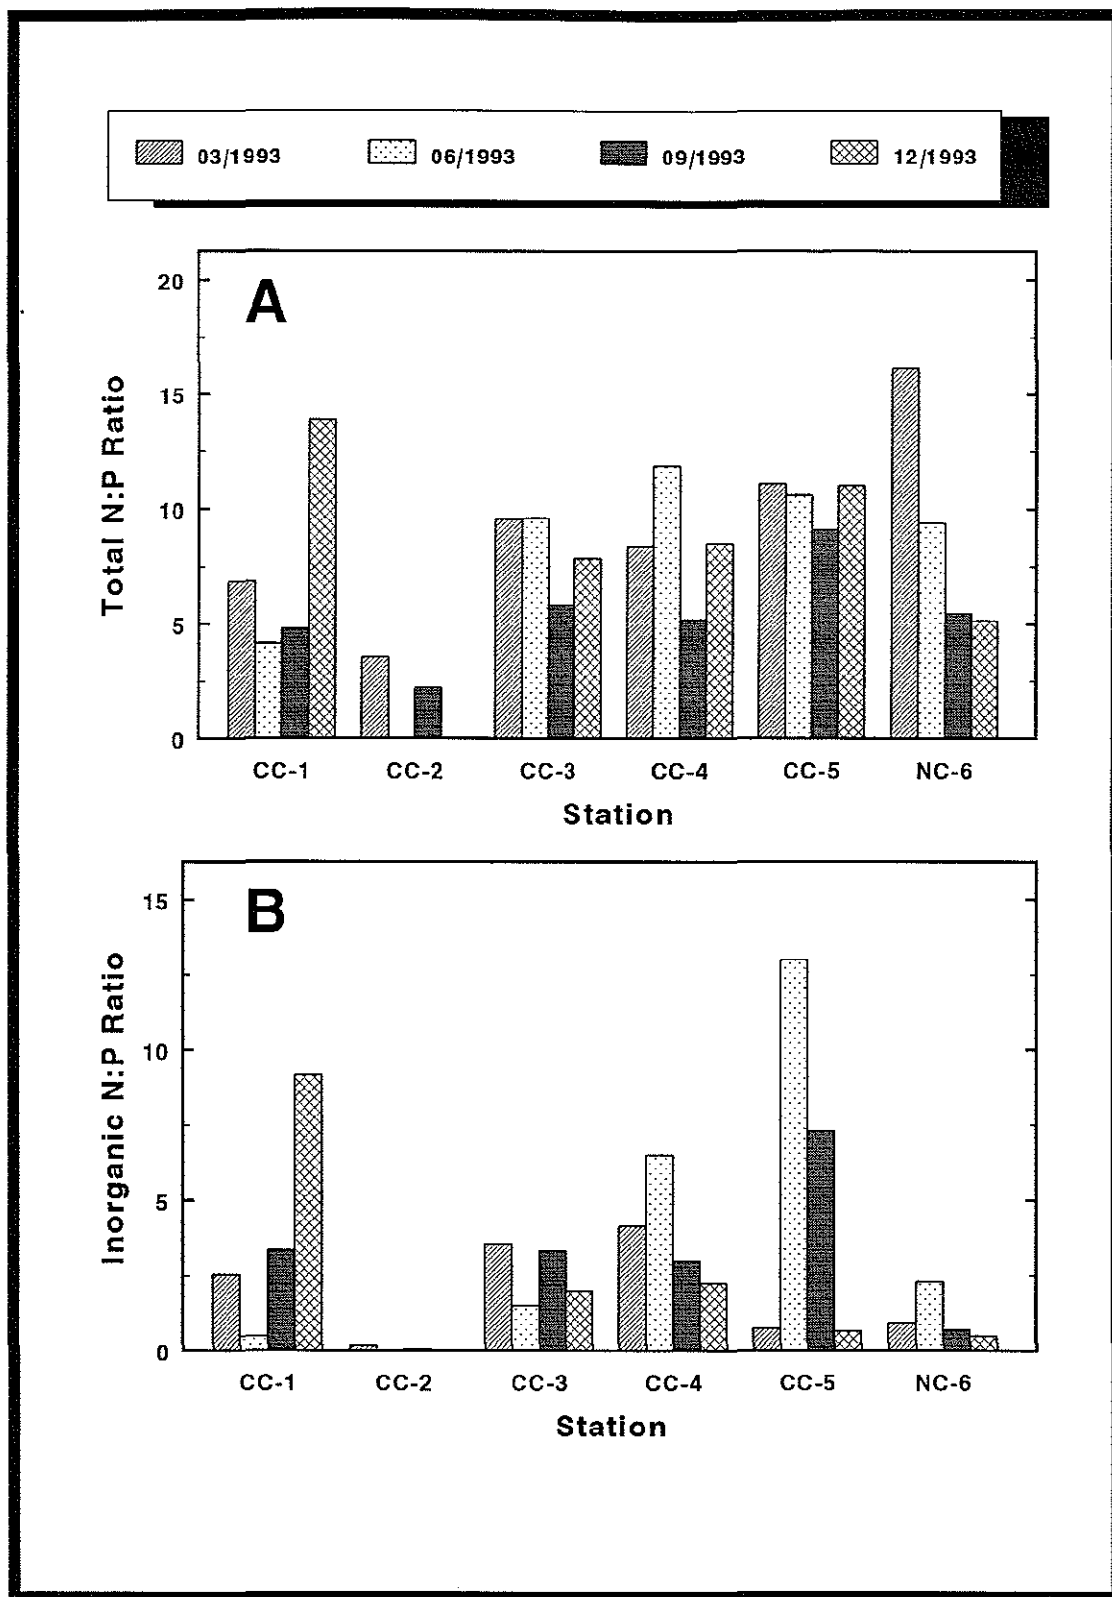 03/1993 06/1993 09/1993 12/1993
A
20
15
10
5
0
Total N:P Ratio
CC-1 CC-2 CC-3 CC-4 CC-5 NC-6
Station
B
15
10
5
0
Inorganic N:P Ratio
CC-1 CC-2 CC-3 CC-4 CC-5 NC-6
Station